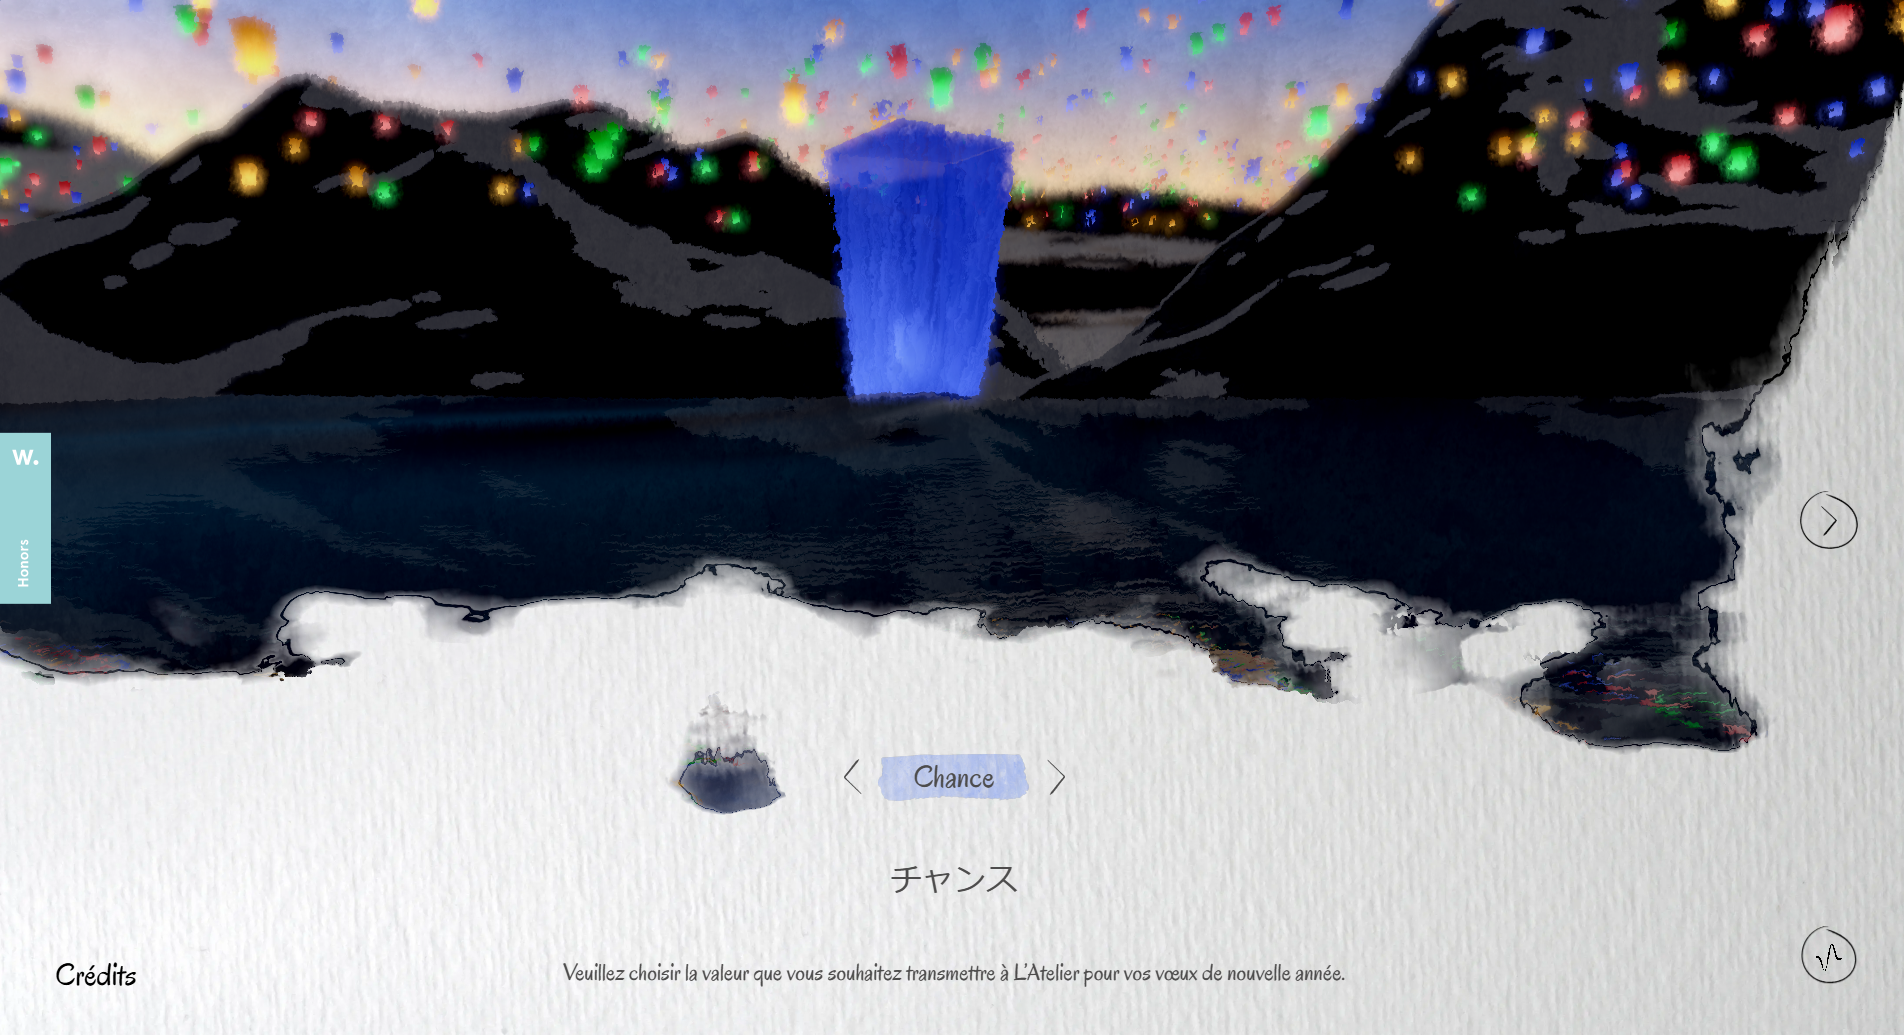 W.
Honors
Chance
チャンス
Crédits
Veuillez choisir la valeur que vous souhaitez transmettre à L'Atelier pour vos vœux de nouvelle année.